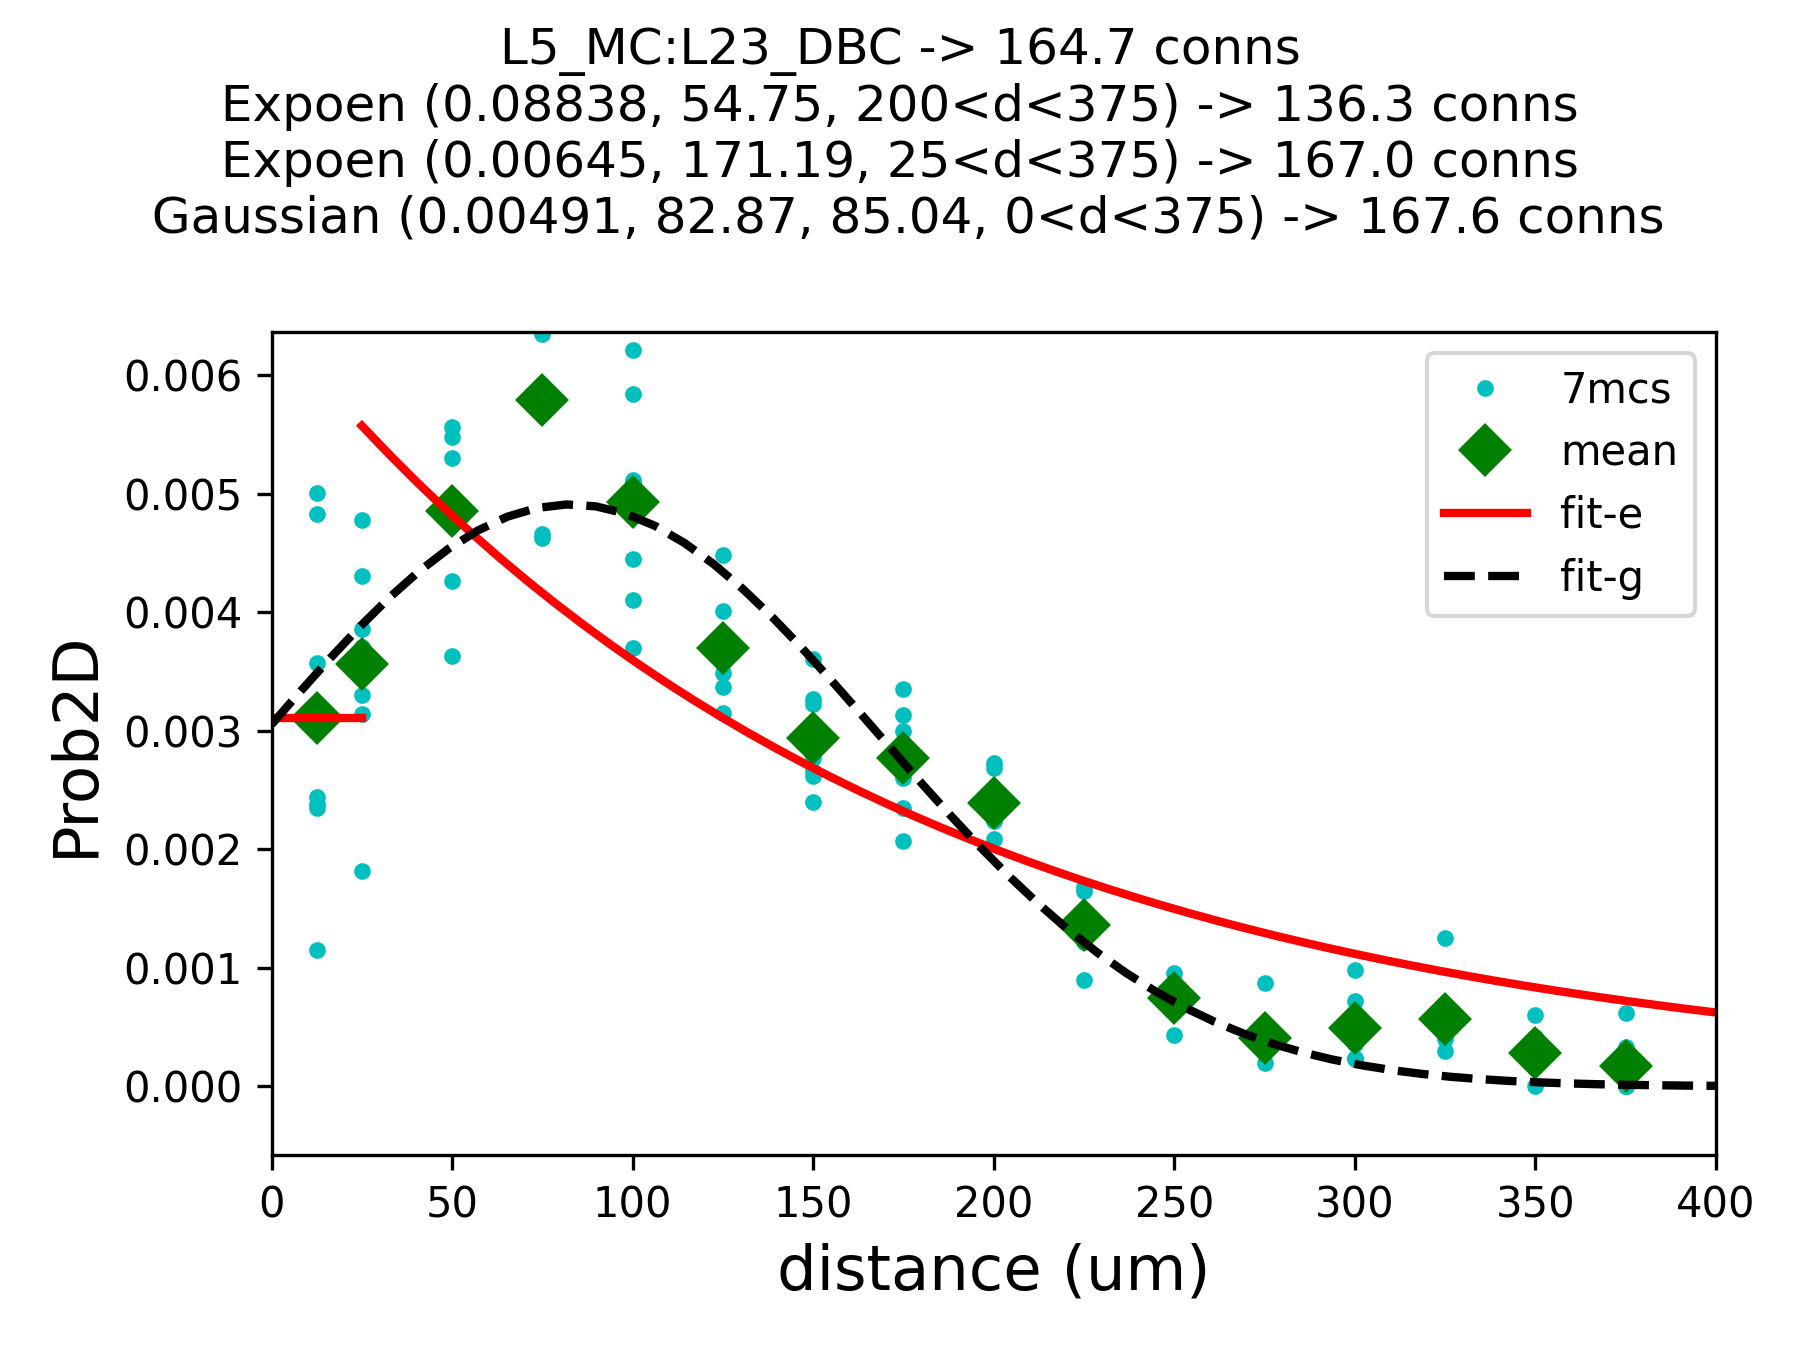 L5_MC:L23_DBC -> 164.7 conns
Expoen (0.08838, 54.75, 200<d<375) -> 136.3 conns
Expoen (0.00645, 171.19, 25<d<375) -> 167.0 conns
Gaussian (0.00491, 82.87, 85.04, 0<d<375) -> 167.6 conns
Prob2D
0.006
0.005
0.004
0.003
0.002
0.001
0.000
7mcs
mean
fit-e
fit-g
0 50 100 150 200 250 300 350 400
distance (um)